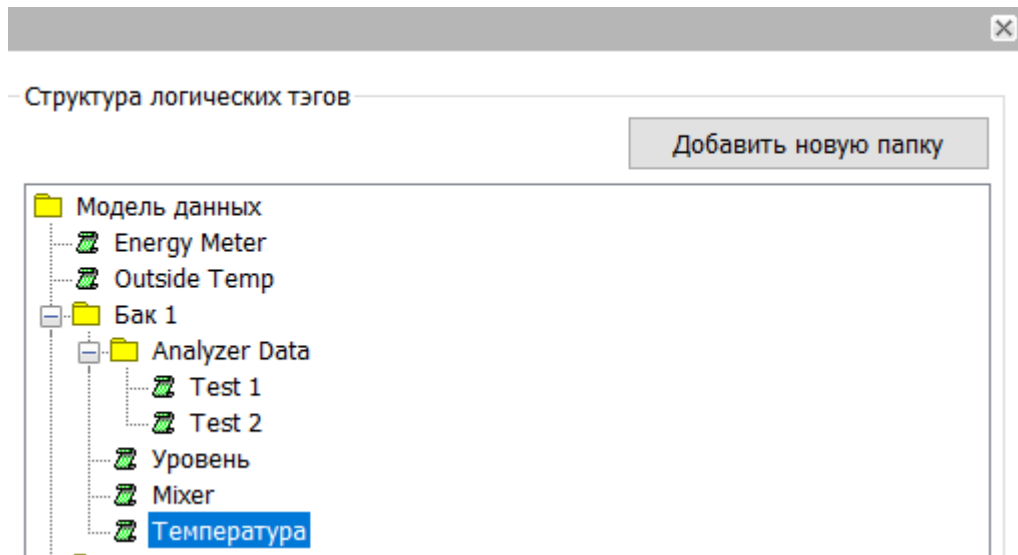 Структура логических тэгов
Добавить новую папку
Модель данных
Energy Meter
Outside Temp
Бак 1
Analyzer Data
Test 1
Test 2
Уровень
Mixer
Температура